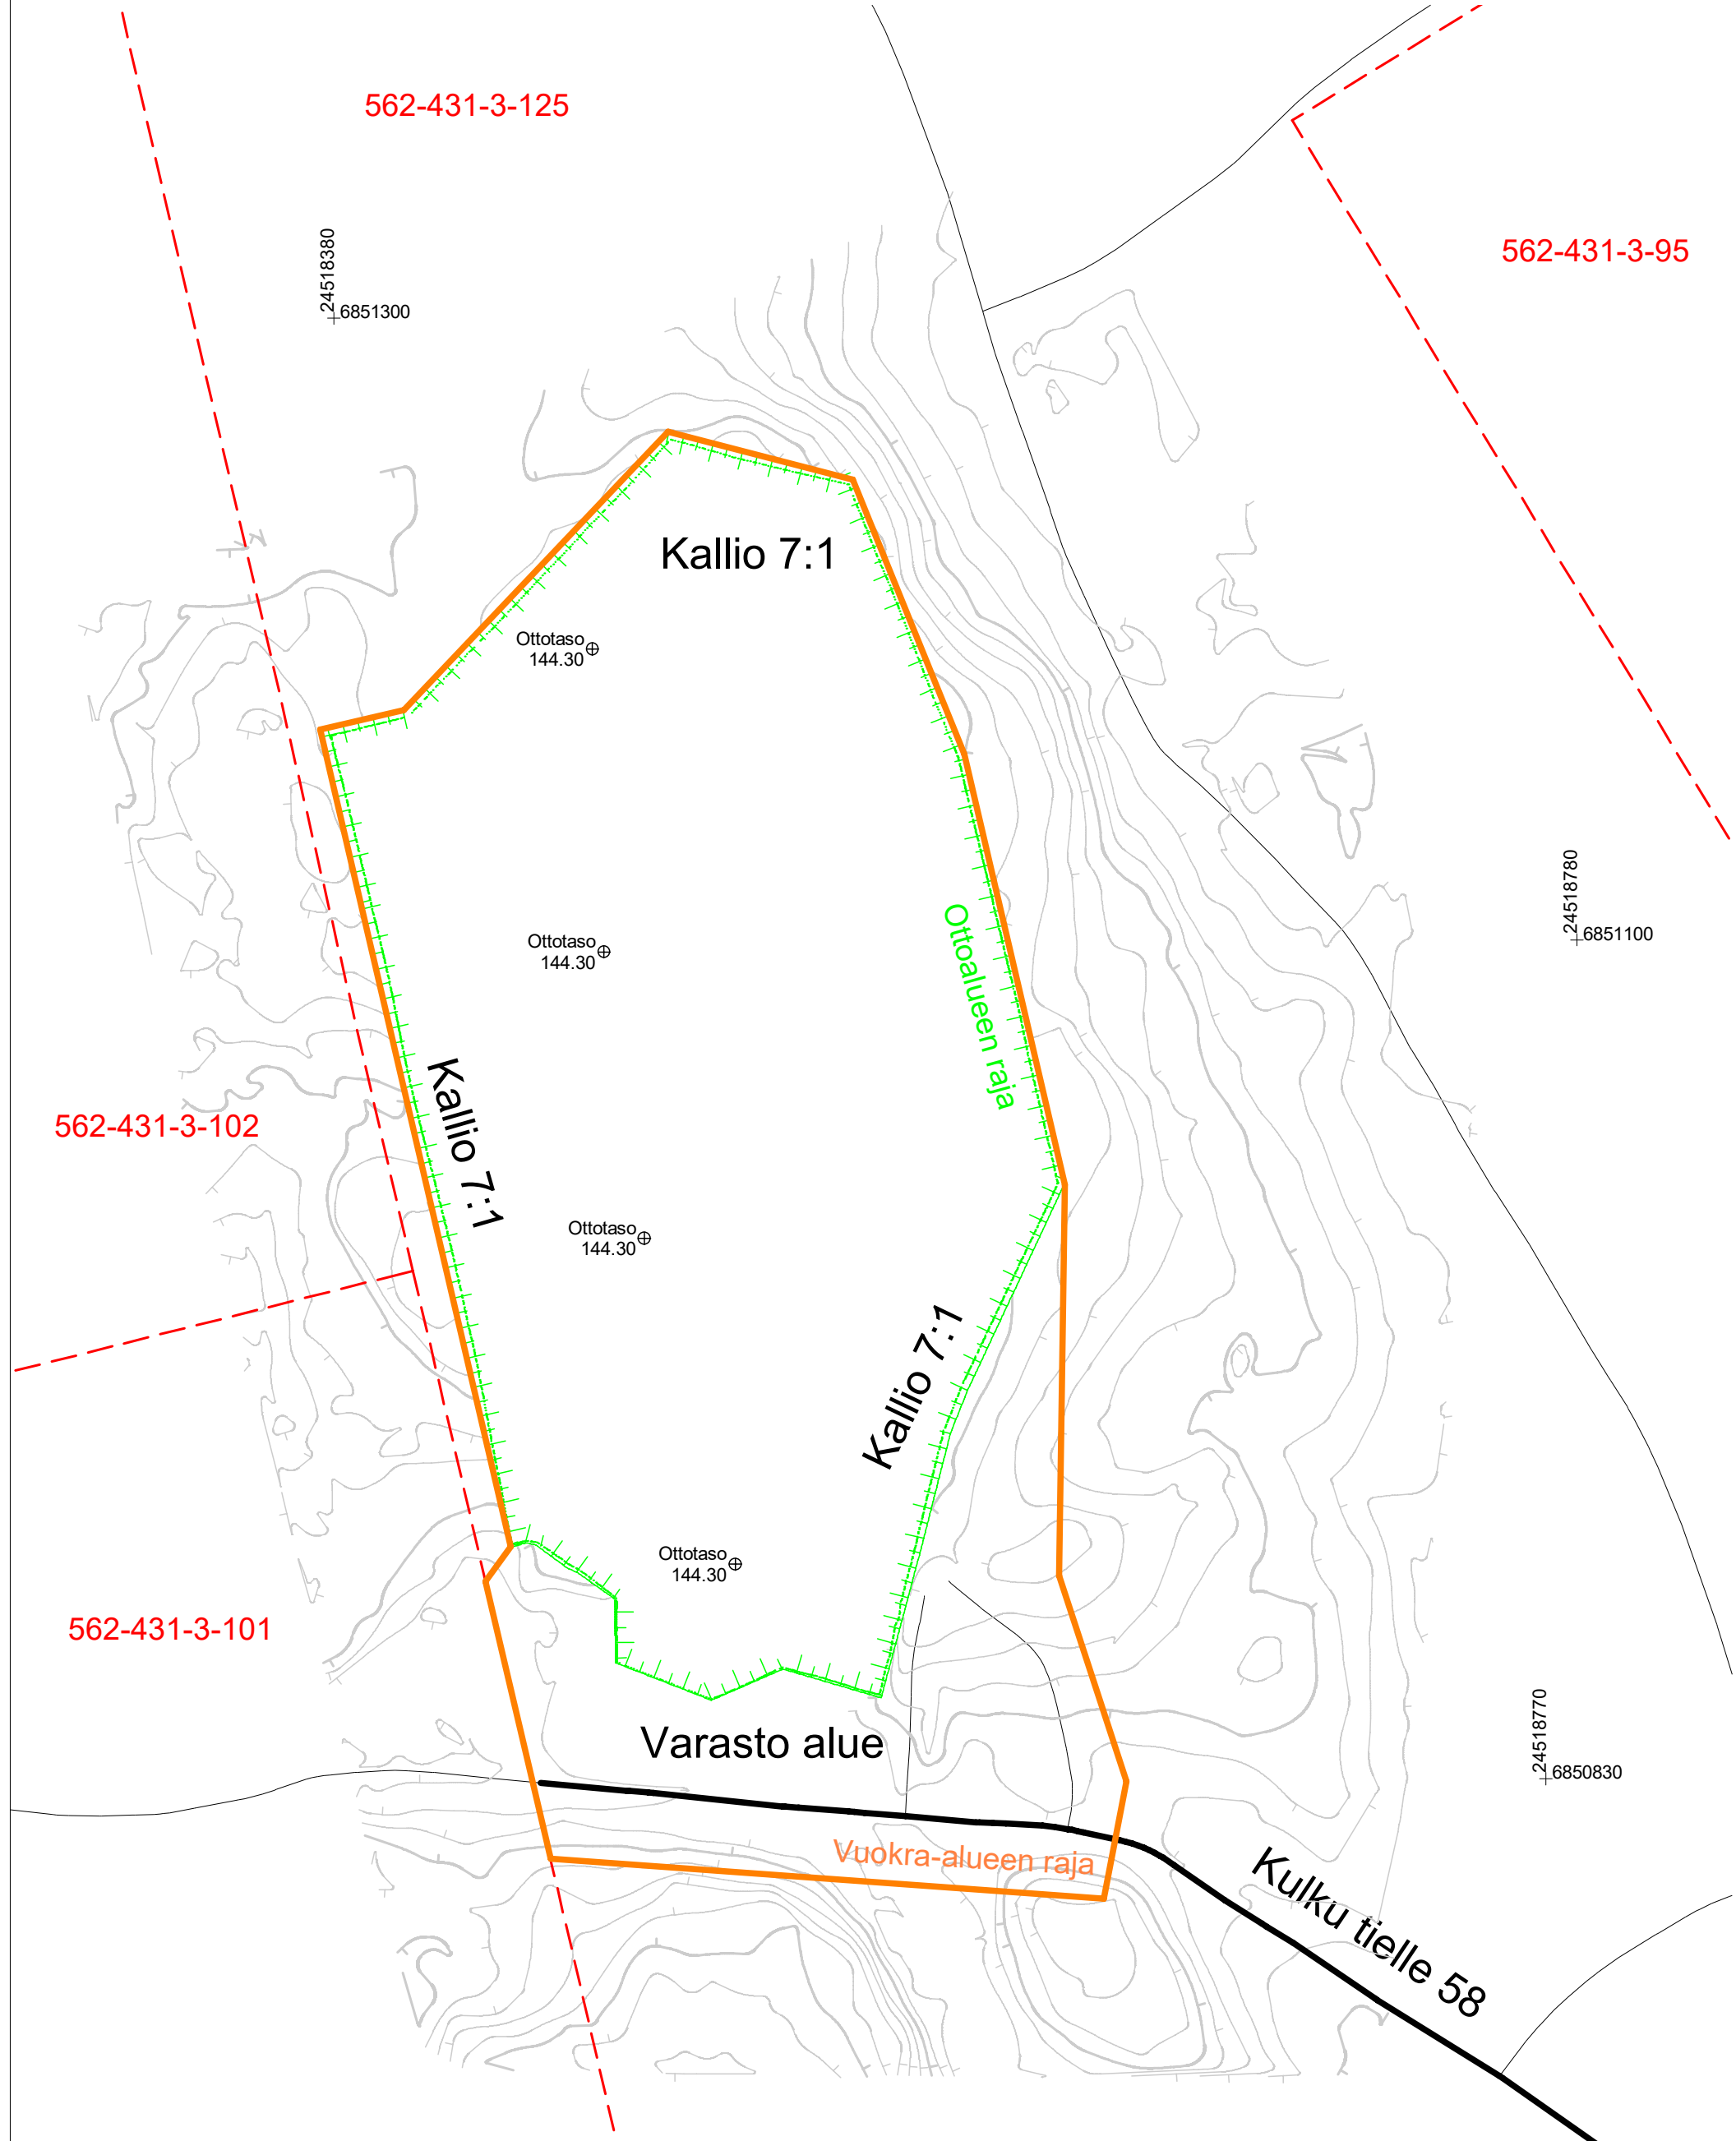 562-431-3-125
562-431-3-95
24518380
6851300
Kallio 7:1
Ottotaso
144.30
24518780
6851100
Ottoalueen raja
Ottotaso
144.30
Kallio 7:1
562-431-3-102
Ottotaso
144.30
Kallio 7:1
Ottotaso
144.30
562-431-3-101
24518770
6850830
Varasto alue
Vuokra-alueen raja
Kulku tielle 58